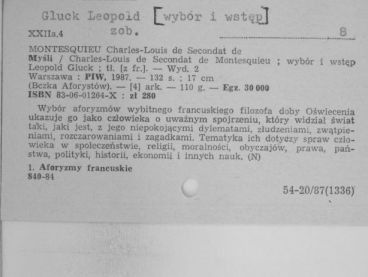 Gluck Leopold [wybór i wstęp]
XXIIa.4 zob. 8
MONTESQUIEU Charles-Louis de Secondat de
Myśli / Charles-Louis de Secondat de Montesquieu ; wybór i wstęp
Leopold Gluck ; tł. [z fr.]. — Wyd. 2
Warszawa : PIW, 1987. — 132 s. ; 17 cm
(Bczka Aforystów). — [4] ark. — 110 g. — Egz. 30 000
ISBN 83-06-01264-X : zł 280
Wybór aforyzmów wybitnego francuskiego filozofa doby Oświecenia
ukazuje go jako człowieka o uważnym spojrzeniu, który widział świat
taki, jaki jest, z jego niepokojącymi dylematami, złudzeniami, zwątpie-
niami, rozczarowaniami i zagadkami. Tematyka ich dotyczy spraw czło-
wieka w społeczeństwie, religii, moralności, obyczajów, prawa, pań-
stwa, polityki, historii, ekonomii i innych nauk. (N)
1. Aforyzmy francuskie
840-84
54-20/87(1336)